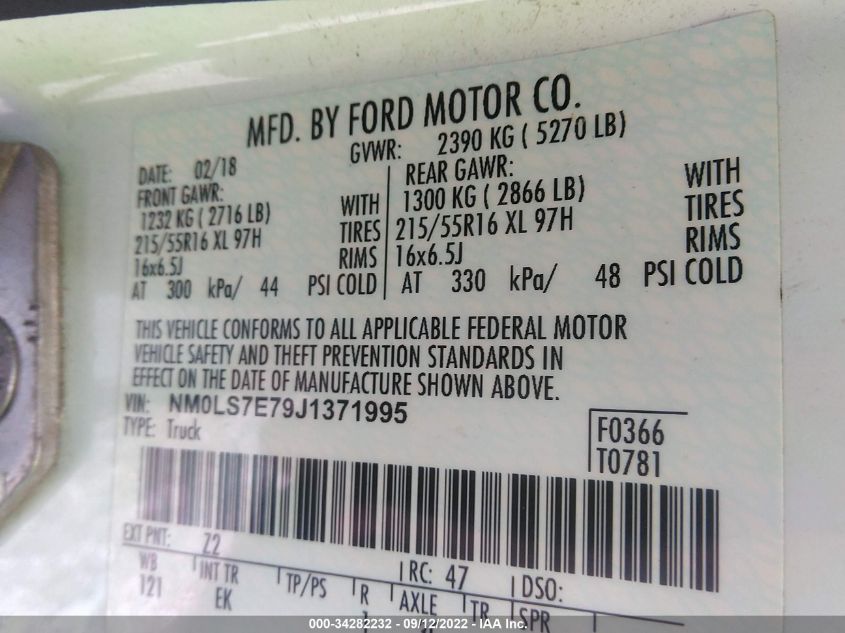 MFD. BY FORD MOTOR CO.
DATE: 02/18 GVWR: 2390 KG ( 5270 LB)
FRONT GAWR: REAR GAWR: WITH
1232 KG ( 2716 LB) WITH 1300 KG ( 2866 LB) TIRES
215/55R16 XL 97H TIRES 215/55R16 XL 97H RIMS
16x6.5J RIMS 16x6.5J
AT 300 kPa/ 44 PSI COLD AT 330 kPa/ 48 PSI COLD
THIS VEHICLE CONFORMS TO ALL APPLICABLE FEDERAL MOTOR
VEHICLE SAFETY AND THEFT PREVENTION STANDARDS IN
EFFECT ON THE DATE OF MANUFACTURE SHOWN ABOVE.
VIN: NM0LS7E79J1371995
TYPE: Truck
F0366
T0781
EXT PNT: Z2 RC: 47 DSO:
WB INT TR TP/PS R AXLE TR SPR
121 EK
000-34282232 - 09/12/2022 - IAA Inc.